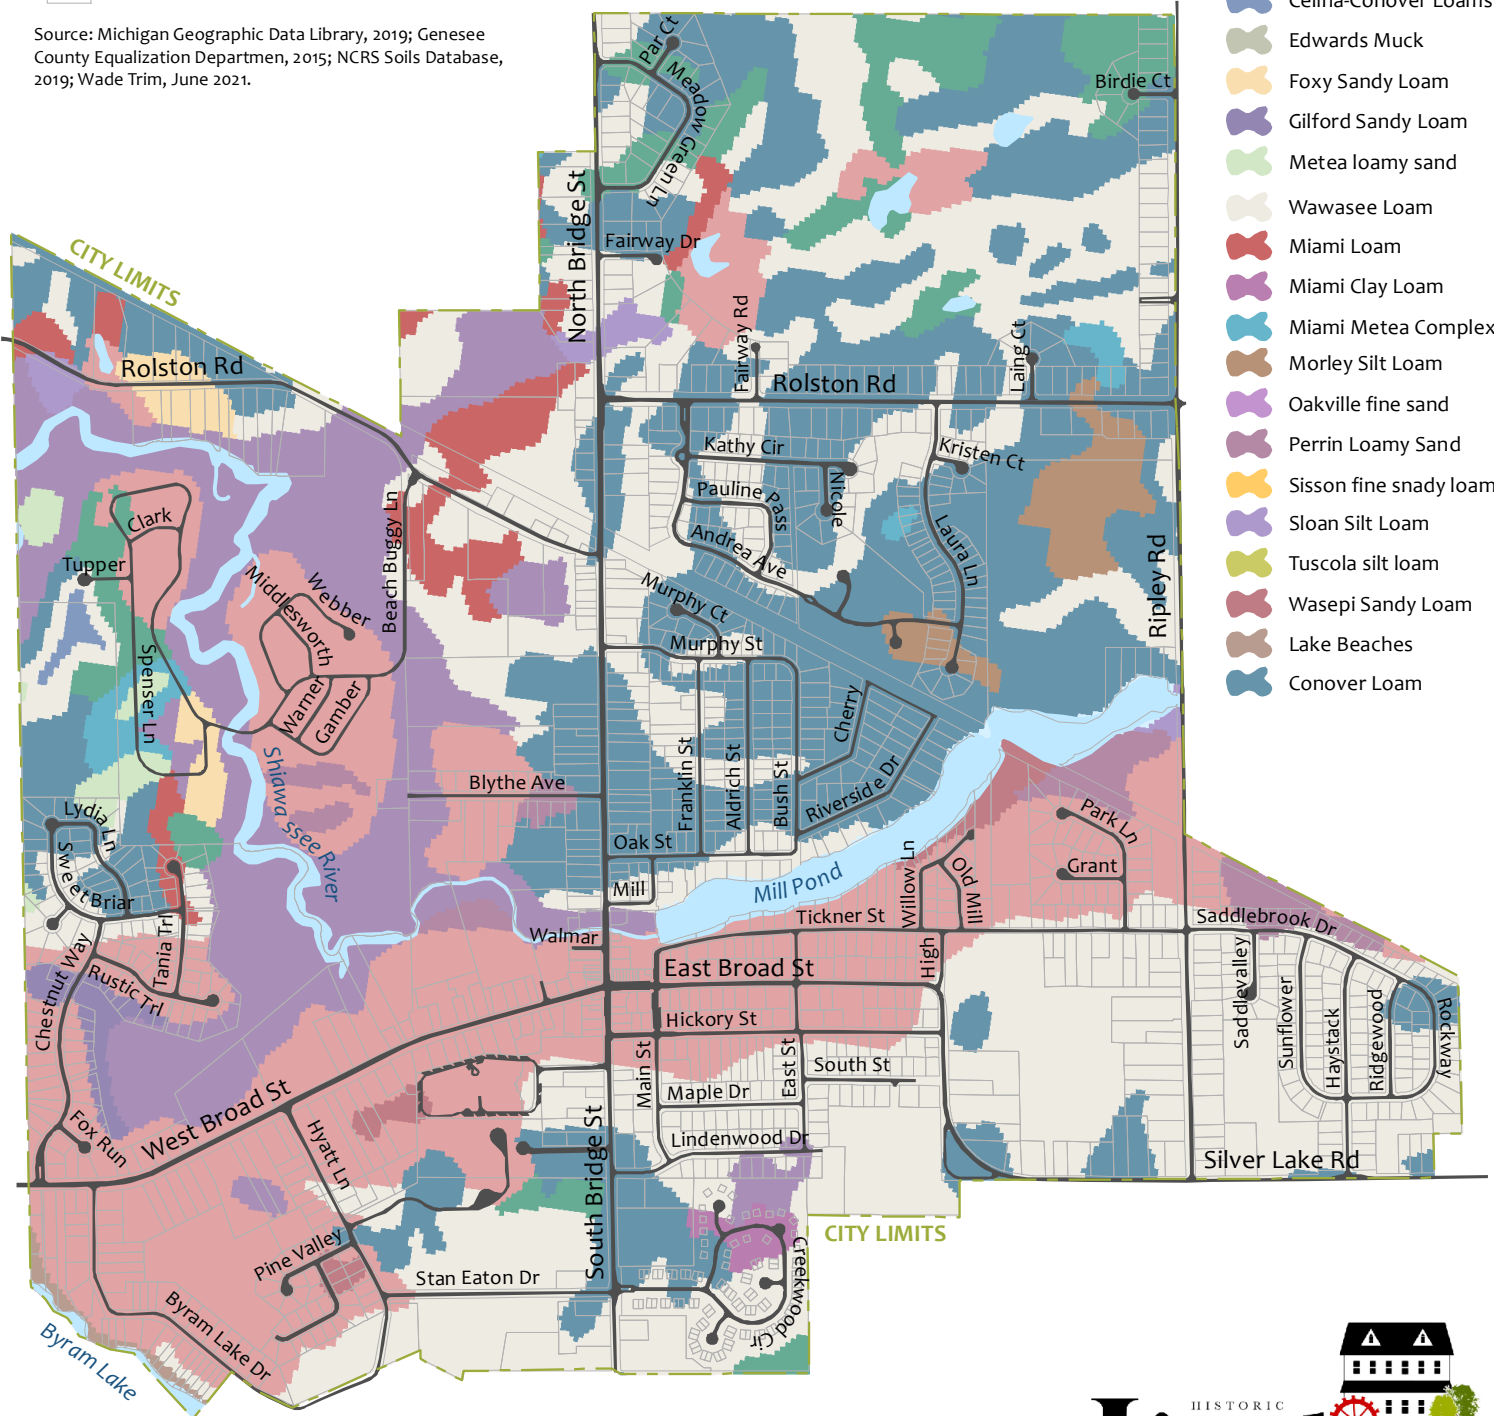 Source: Michigan Geographic Data Library, 2019; Genesee
County Equalization Departmen, 2015; NCRS Soils Database,
2019; Wade Trim, June 2021.
Celina-Conover Loams
Edwards Muck
Foxy Sandy Loam
Gilford Sandy Loam
Metea loamy sand
Wawasee Loam
Miami Loam
Miami Clay Loam
Miami Metea Complex
Morley Silt Loam
Oakville fine sand
Perrin Loamy Sand
Sisson fine snady loam
Sloan Silt Loam
Tuscola silt loam
Wasepi Sandy Loam
Lake Beaches
Conover Loam
Par Ct
Meadow Green Ln
Birdie Ct
North Bridge St
Fairway Dr
CITY LIMITS
Rolston Rd
Fairway Rd
Rolston Rd
Laing Ct
Kathy Cir
Kristen Ct
Nicole
Pauline Pass
Andrea Ave
Laura Ln
Ripley Rd
Clark
Tupper
Beach Buggy Ln
Webber
Middlesworth
Murphy Ct
Murphy St
Spenser Ln
Warner
Gamber
Cherry
Shiawassee River
Blythe Ave
Franklin St
Aldrich St
Bush St
Riverside Dr
Lydia Ln
Sweet Briar
Oak St
Mill
Mill Pond
Willow Ln
Old Mill
Park Ln
Grant
Tania Trl
Chestnut Way
Rustic Trl
Walmar
Tickner St
Saddlebrook Dr
East Broad St
High
Saddlevalley
Sunflower
Haystack
Ridgewood
Rockway
Hickory St
Main St
East St
South St
Maple Dr
Lindenwood Dr
West Broad St
Fox Run
Hyatt Ln
South Bridge St
Silver Lake Rd
CITY LIMITS
Pine Valley
Stan Eaton Dr
Creekwood Cir
Byram Lake Dr
Byram Lake
HISTORIC